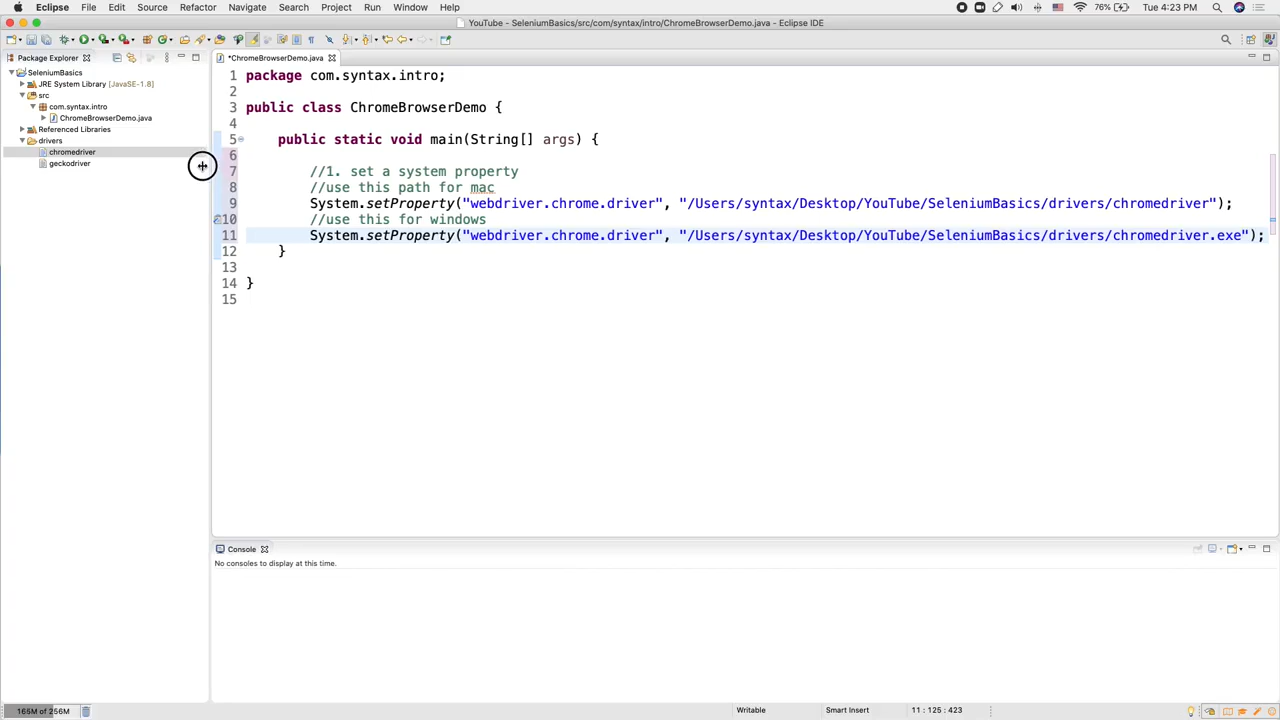 Eclipse File Edit Source Refactor Navigate Search Project Run Window Help 76% Tue 4:23 PM
YouTube - SeleniumBasics/src/com/syntax/intro/ChromeBrowserDemo.java - Eclipse IDE
Package Explorer
SeleniumBasics
JRE System Library [JavaSE-1.8]
src
com.syntax.intro
ChromeBrowserDemo.java
Referenced Libraries
drivers
chromedriver
geckodriver
*ChromeBrowserDemo.java
1 package com.syntax.intro;
2
3 public class ChromeBrowserDemo {
4
5 public static void main(String[] args) {
6
7 //1. set a system property
8 //use this path for mac
9 System.setProperty("webdriver.chrome.driver", "/Users/syntax/Desktop/YouTube/SeleniumBasics/drivers/chromedriver");
10 //use this for windows
11 System.setProperty("webdriver.chrome.driver", "/Users/syntax/Desktop/YouTube/SeleniumBasics/drivers/chromedriver.exe");
12 }
13
14 }
15
Console
No consoles to display at this time.
165M of 256M
Writable Smart Insert 11 : 125 : 423